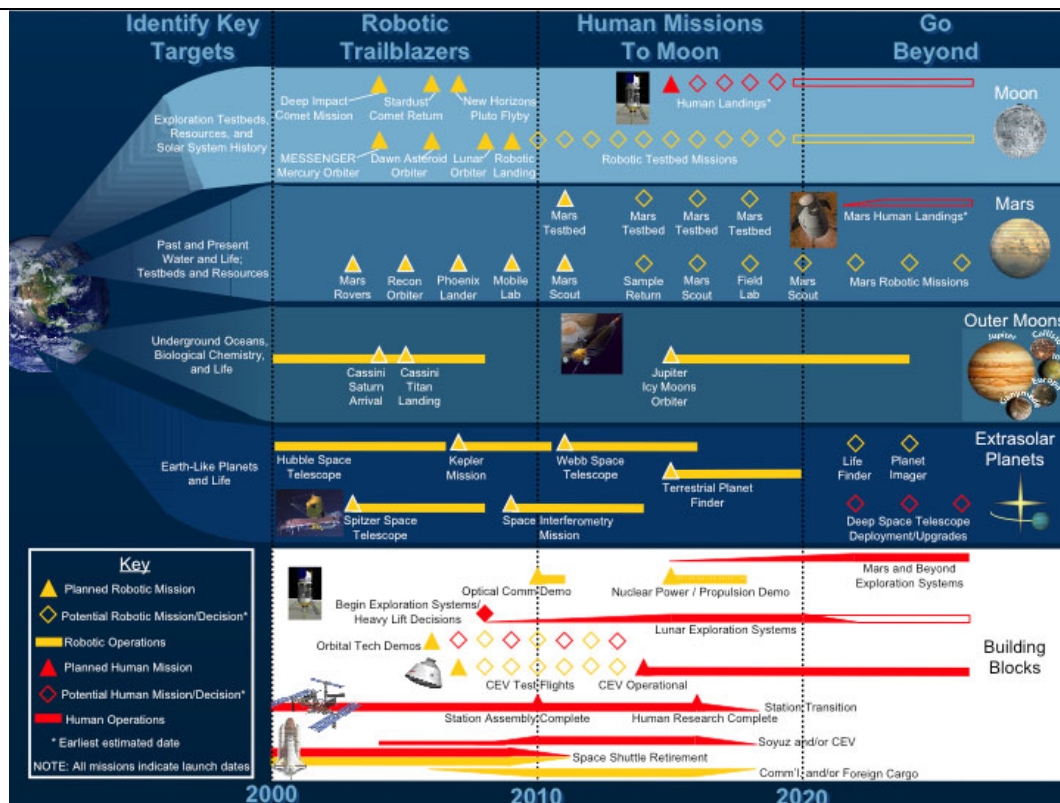 Identify Key
Targets
Robotic
Trailblazers
Human Missions
To Moon
Go
Beyond
Exploration Testbeds,
Resources, and
Solar System History
Deep Impact
Comet Mission
Stardust
Comet Return
New Horizons
Pluto Flyby
Human Landings*
Moon
MESSENGER
Mercury Orbiter
Dawn Asteroid
Orbiter
Lunar
Orbiter
Robotic
Landing
Robotic Testbed Missions
Past and Present
Water and Life;
Testbeds and Resources
Mars
Testbed
Mars
Testbed
Mars
Testbed
Mars
Testbed
Mars Human Landings*
Mars
Mars
Rovers
Recon
Orbiter
Phoenix
Lander
Mobile
Lab
Mars
Scout
Sample
Return
Mars
Scout
Field
Lab
Mars
Scout
Mars Robotic Missions
Underground Oceans,
Biological Chemistry,
and Life
Cassini
Saturn
Arrival
Cassini
Titan
Landing
Jupiter
Icy Moons
Orbiter
Outer Moons
Jupiter
Europa
Ganymede
Earth-Like Planets
and Life
Hubble Space
Telescope
Kepler
Mission
Webb Space
Telescope
Terrestrial Planet
Finder
Life
Finder
Planet
Imager
Extrasolar
Planets
Spitzer Space
Telescope
Space Interferometry
Mission
Deep Space Telescope
Deployment/Upgrades
Key
Planned Robotic Mission
Potential Robotic Mission/Decision*
Robotic Operations
Planned Human Mission
Potential Human Mission/Decision*
Human Operations
* Earliest estimated date
NOTE: All missions indicate launch dates
Mars and Beyond
Exploration Systems
Optical Comm Demo
Nuclear Power / Propulsion Demo
Begin Exploration Systems/
Heavy Lift Decisions
Lunar Exploration Systems
Orbital Tech Demos
CEV Test Flights
CEV Operational
Building
Blocks
Station Assembly Complete
Human Research Complete
Station Transition
Soyuz and/or CEV
Space Shuttle Retirement
Comm'l. and/or Foreign Cargo
2000
2010
2020